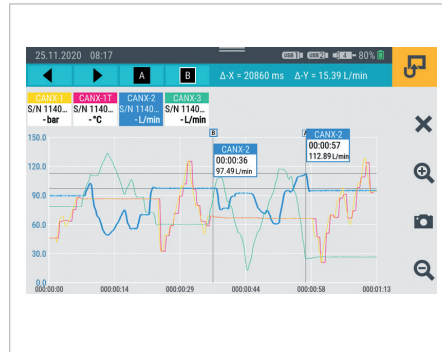 25.11.2020 08:17 USB1 USB2 4 80%
A B Δ-X = 20860 ms Δ-Y = 15.39 L/min
CANX-1 CANX-1T CANX-2 CANX-3
S/N 1140... S/N 1140... S/N 1140... S/N 1140...
- bar - °C - L/min - L/min
150.0
B A
CANX-2 CANX-2
00:00:36 00:00:57
97.49 L/min 112.89 L/min
120.0
90.0
60.0
30.0
0.0
000:00:00 000:00:14 000:00:29 000:00:44 000:00:58 000:01:13